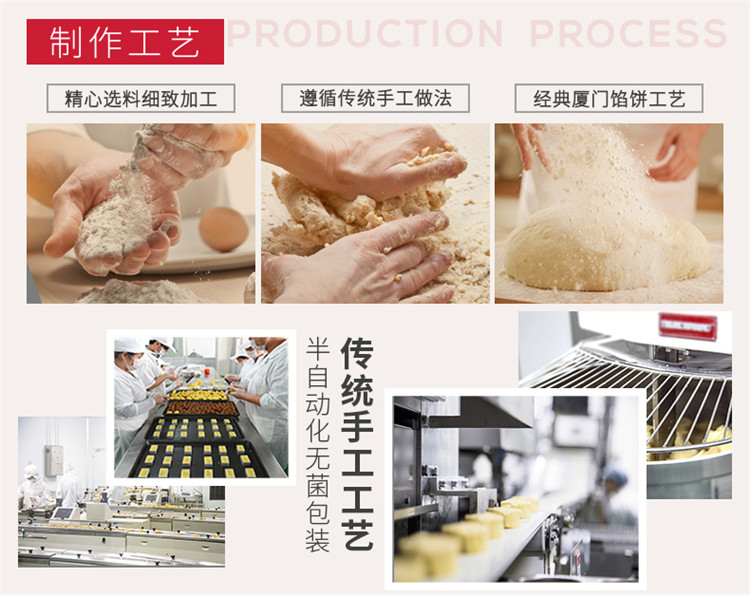 制作工艺
PRODUCTION PROCESS
精心选料细致加工
遵循传统手工做法
经典厦门馅饼工艺
传统手工工艺
半自动化无菌包装